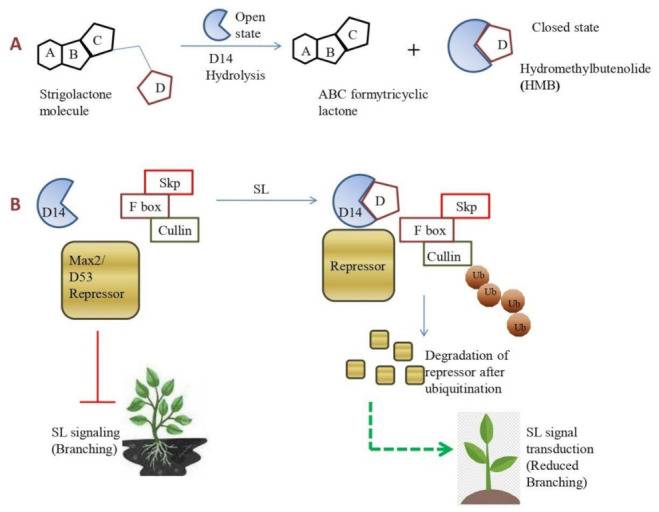 A
A
B
C
D
Strigolactone
molecule
Open
state
D14
Hydrolysis
A
B
C
ABC formytricyclic
lactone
+
D
Closed state
Hydromethylbutenolide
(HMB)
B
D14
Skp
F box
Cullin
Max2/
D53
Repressor
SL signaling
(Branching)
SL
D14
D
Repressor
Skp
F box
Cullin
Ub
Ub
Ub
Ub
Degradation of
repressor after
ubiquitination
SL signal
transduction
(Reduced
Branching)